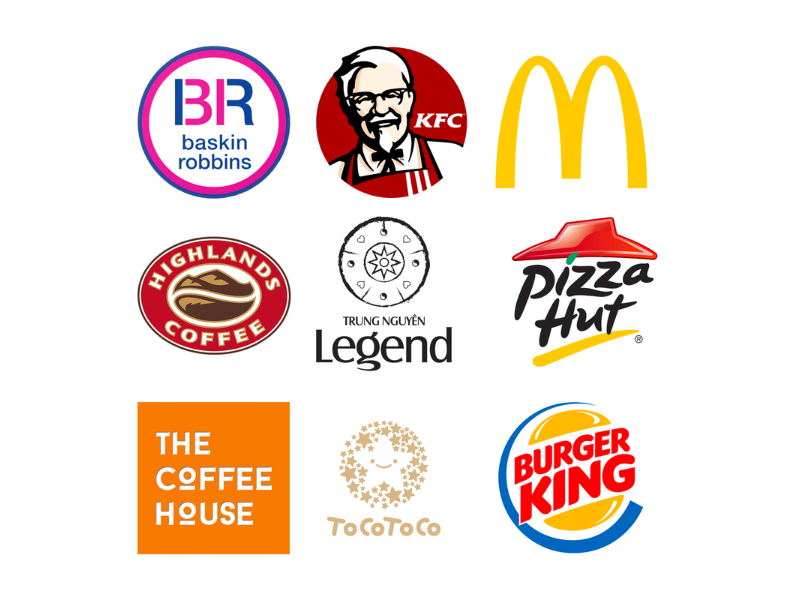 BR
baskin
robbins
KFC
M
HIGHLANDS
COFFEE
TRUNG NGUYÊN
Legend
pizza
Hut
®
THE
COFFEE
HOUSE
ToCoToCo
BURGER
KING